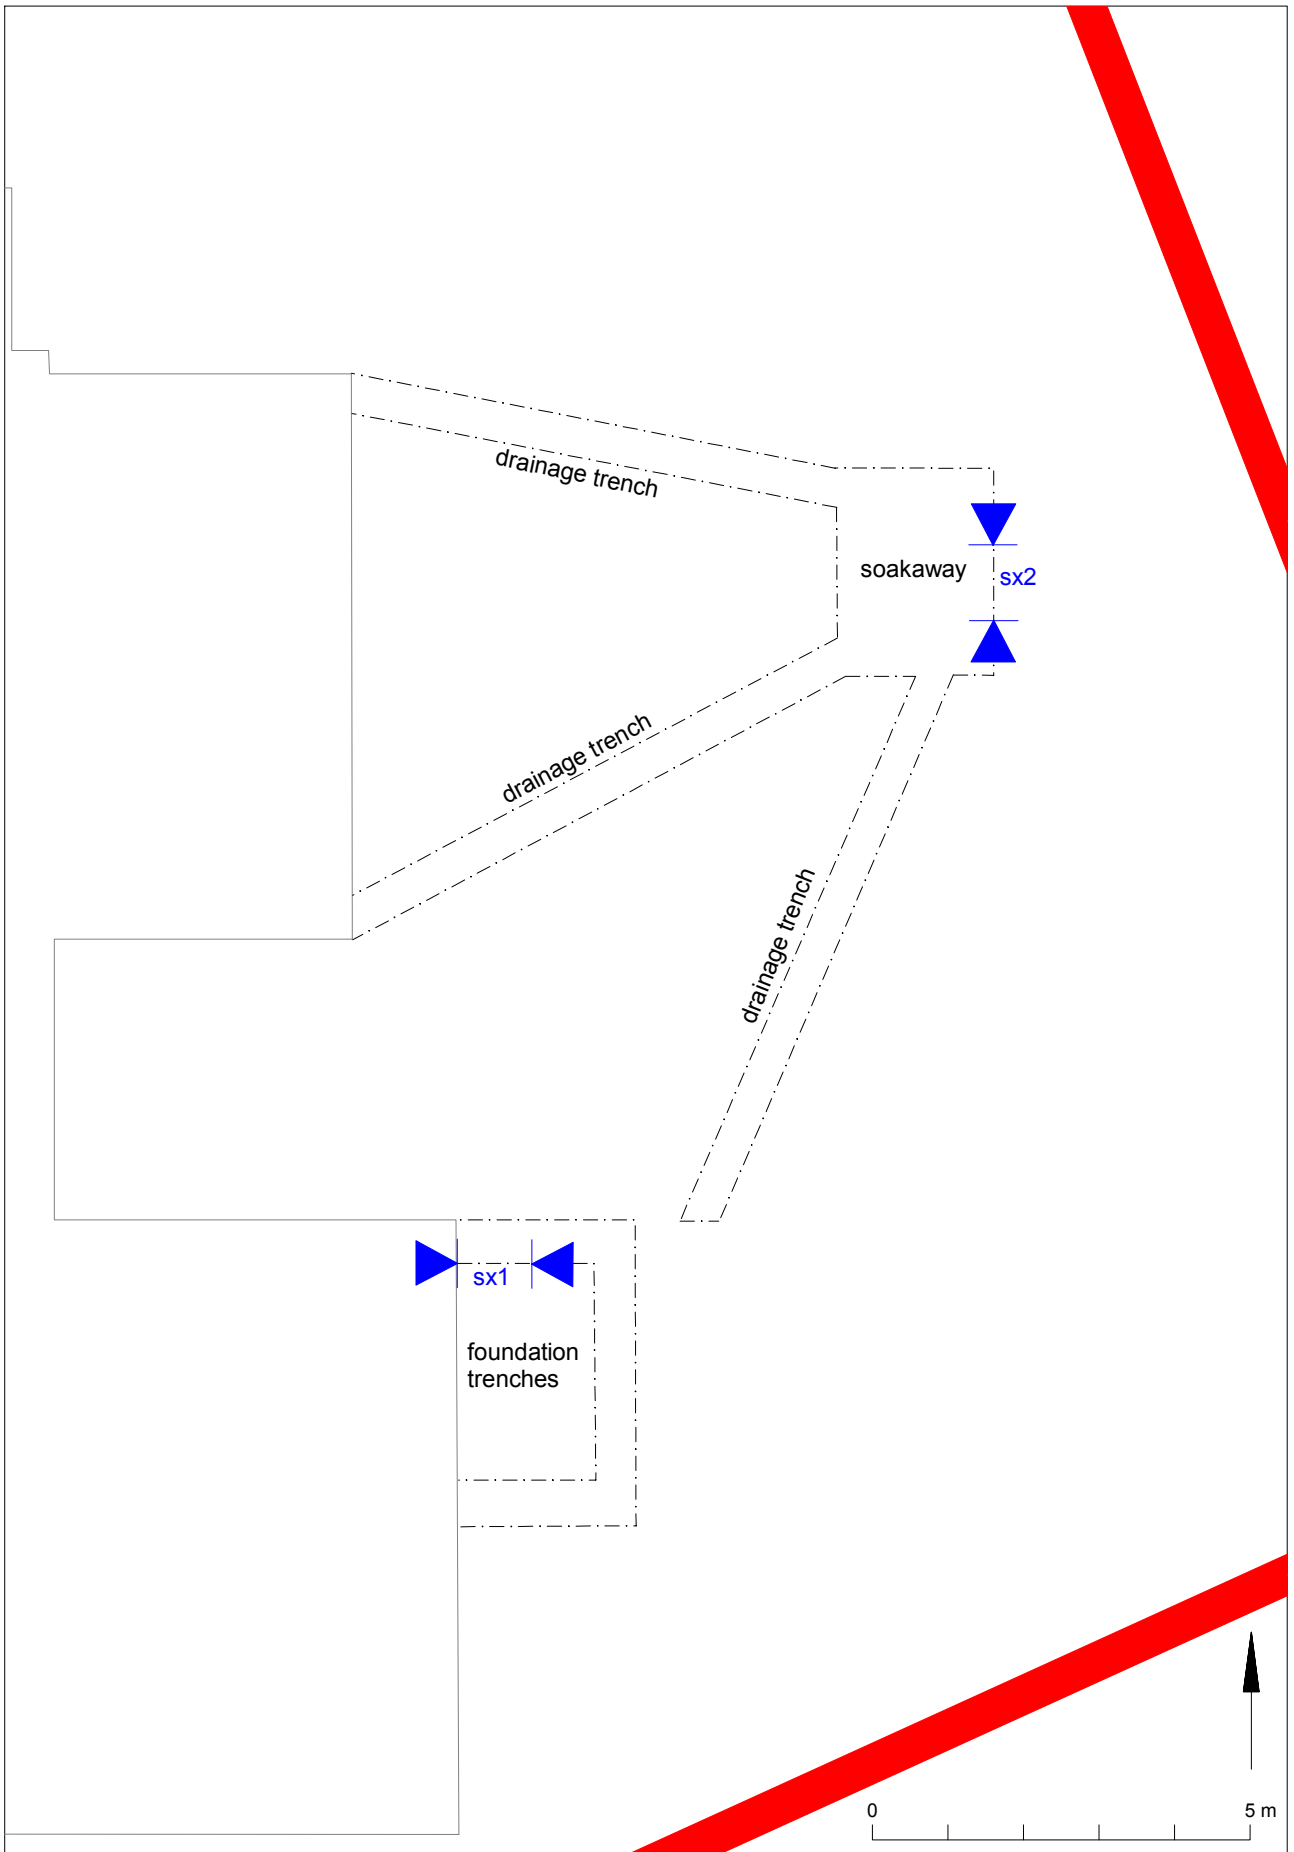 drainage trench
soakaway
sx2
drainage trench
drainage trench
sx1
foundation
trenches
0
5 m